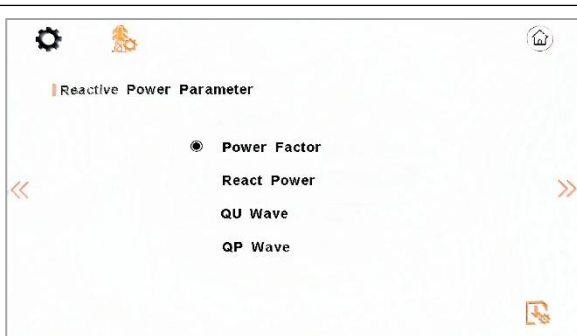 Reactive Power Parameter
Power Factor
React Power
QU Wave
QP Wave